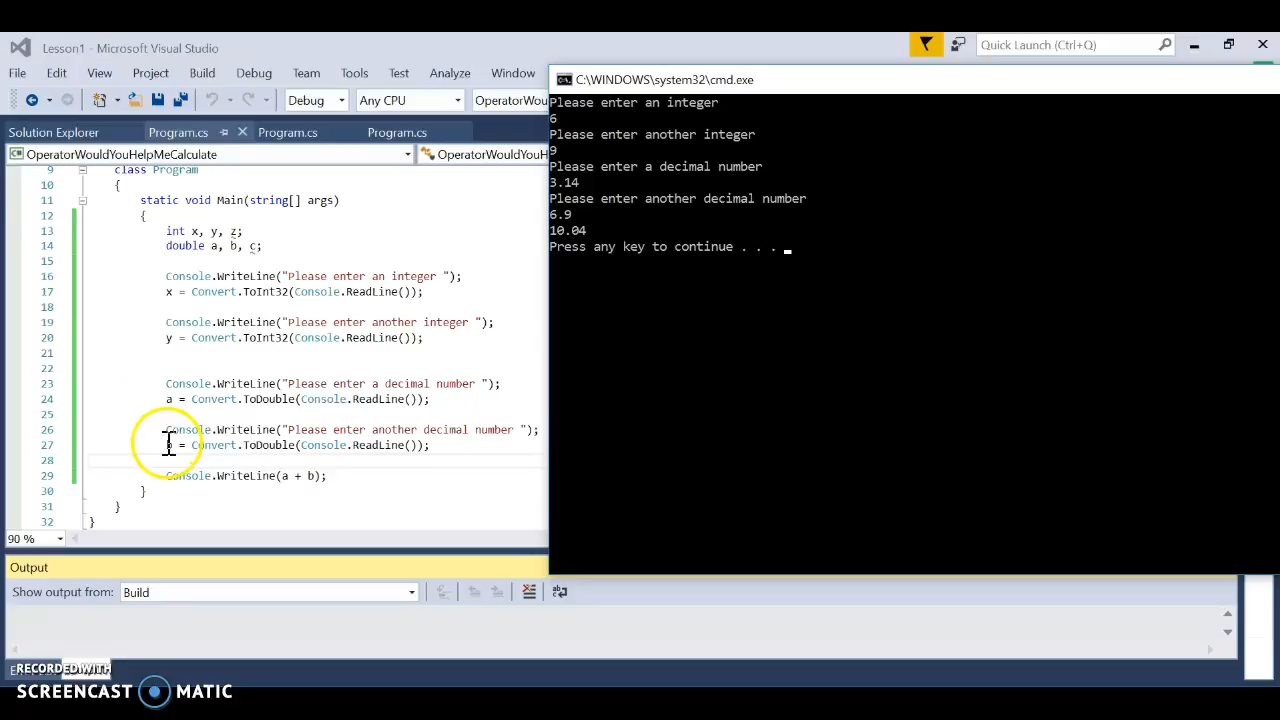 Lesson1 - Microsoft Visual Studio
Quick Launch (Ctrl+Q)
File Edit View Project Build Debug Team Tools Test Analyze Window
Debug Any CPU OperatorWouldYou
Solution Explorer Program.cs Program.cs Program.cs
OperatorWouldYouHelpMeCalculate OperatorWouldYouH
9 class Program
10 {
11 static void Main(string[] args)
12 {
13 int x, y, z;
14 double a, b, c;
15
16 Console.WriteLine("Please enter an integer ");
17 x = Convert.ToInt32(Console.ReadLine());
18
19 Console.WriteLine("Please enter another integer ");
20 y = Convert.ToInt32(Console.ReadLine());
21
22
23 Console.WriteLine("Please enter a decimal number ");
24 a = Convert.ToDouble(Console.ReadLine());
25
26 Console.WriteLine("Please enter another decimal number ");
27 b = Convert.ToDouble(Console.ReadLine());
28
29 Console.WriteLine(a + b);
30 }
31 }
32 }
90 %
C:\WINDOWS\system32\cmd.exe
Please enter an integer
6
Please enter another integer
9
Please enter a decimal number
3.14
Please enter another decimal number
6.9
10.04
Press any key to continue . . .
Output
Show output from: Build
RECORDED WITH
SCREENCAST MATIC